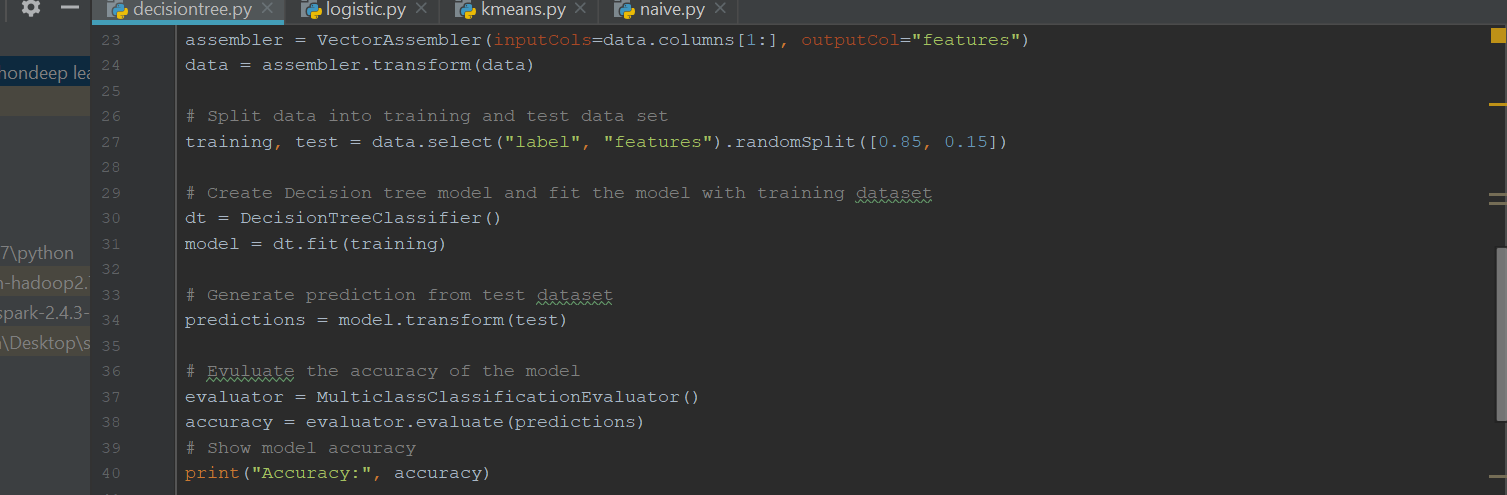 decisiontree.py logistic.py kmeans.py naive.py
23 assembler = VectorAssembler(inputCols=data.columns[1:], outputCol="features")
24 data = assembler.transform(data)
25
26 # Split data into training and test data set
27 training, test = data.select("label", "features").randomSplit([0.85, 0.15])
28
29 # Create Decision tree model and fit the model with training dataset
30 dt = DecisionTreeClassifier()
31 model = dt.fit(training)
32
33 # Generate prediction from test dataset
34 predictions = model.transform(test)
35
36 # Evuluate the accuracy of the model
37 evaluator = MulticlassClassificationEvaluator()
38 accuracy = evaluator.evaluate(predictions)
39 # Show model accuracy
40 print("Accuracy:", accuracy)
hondeep lea
7\python
n-hadoop2.
spark-2.4.3-
\Desktop\s